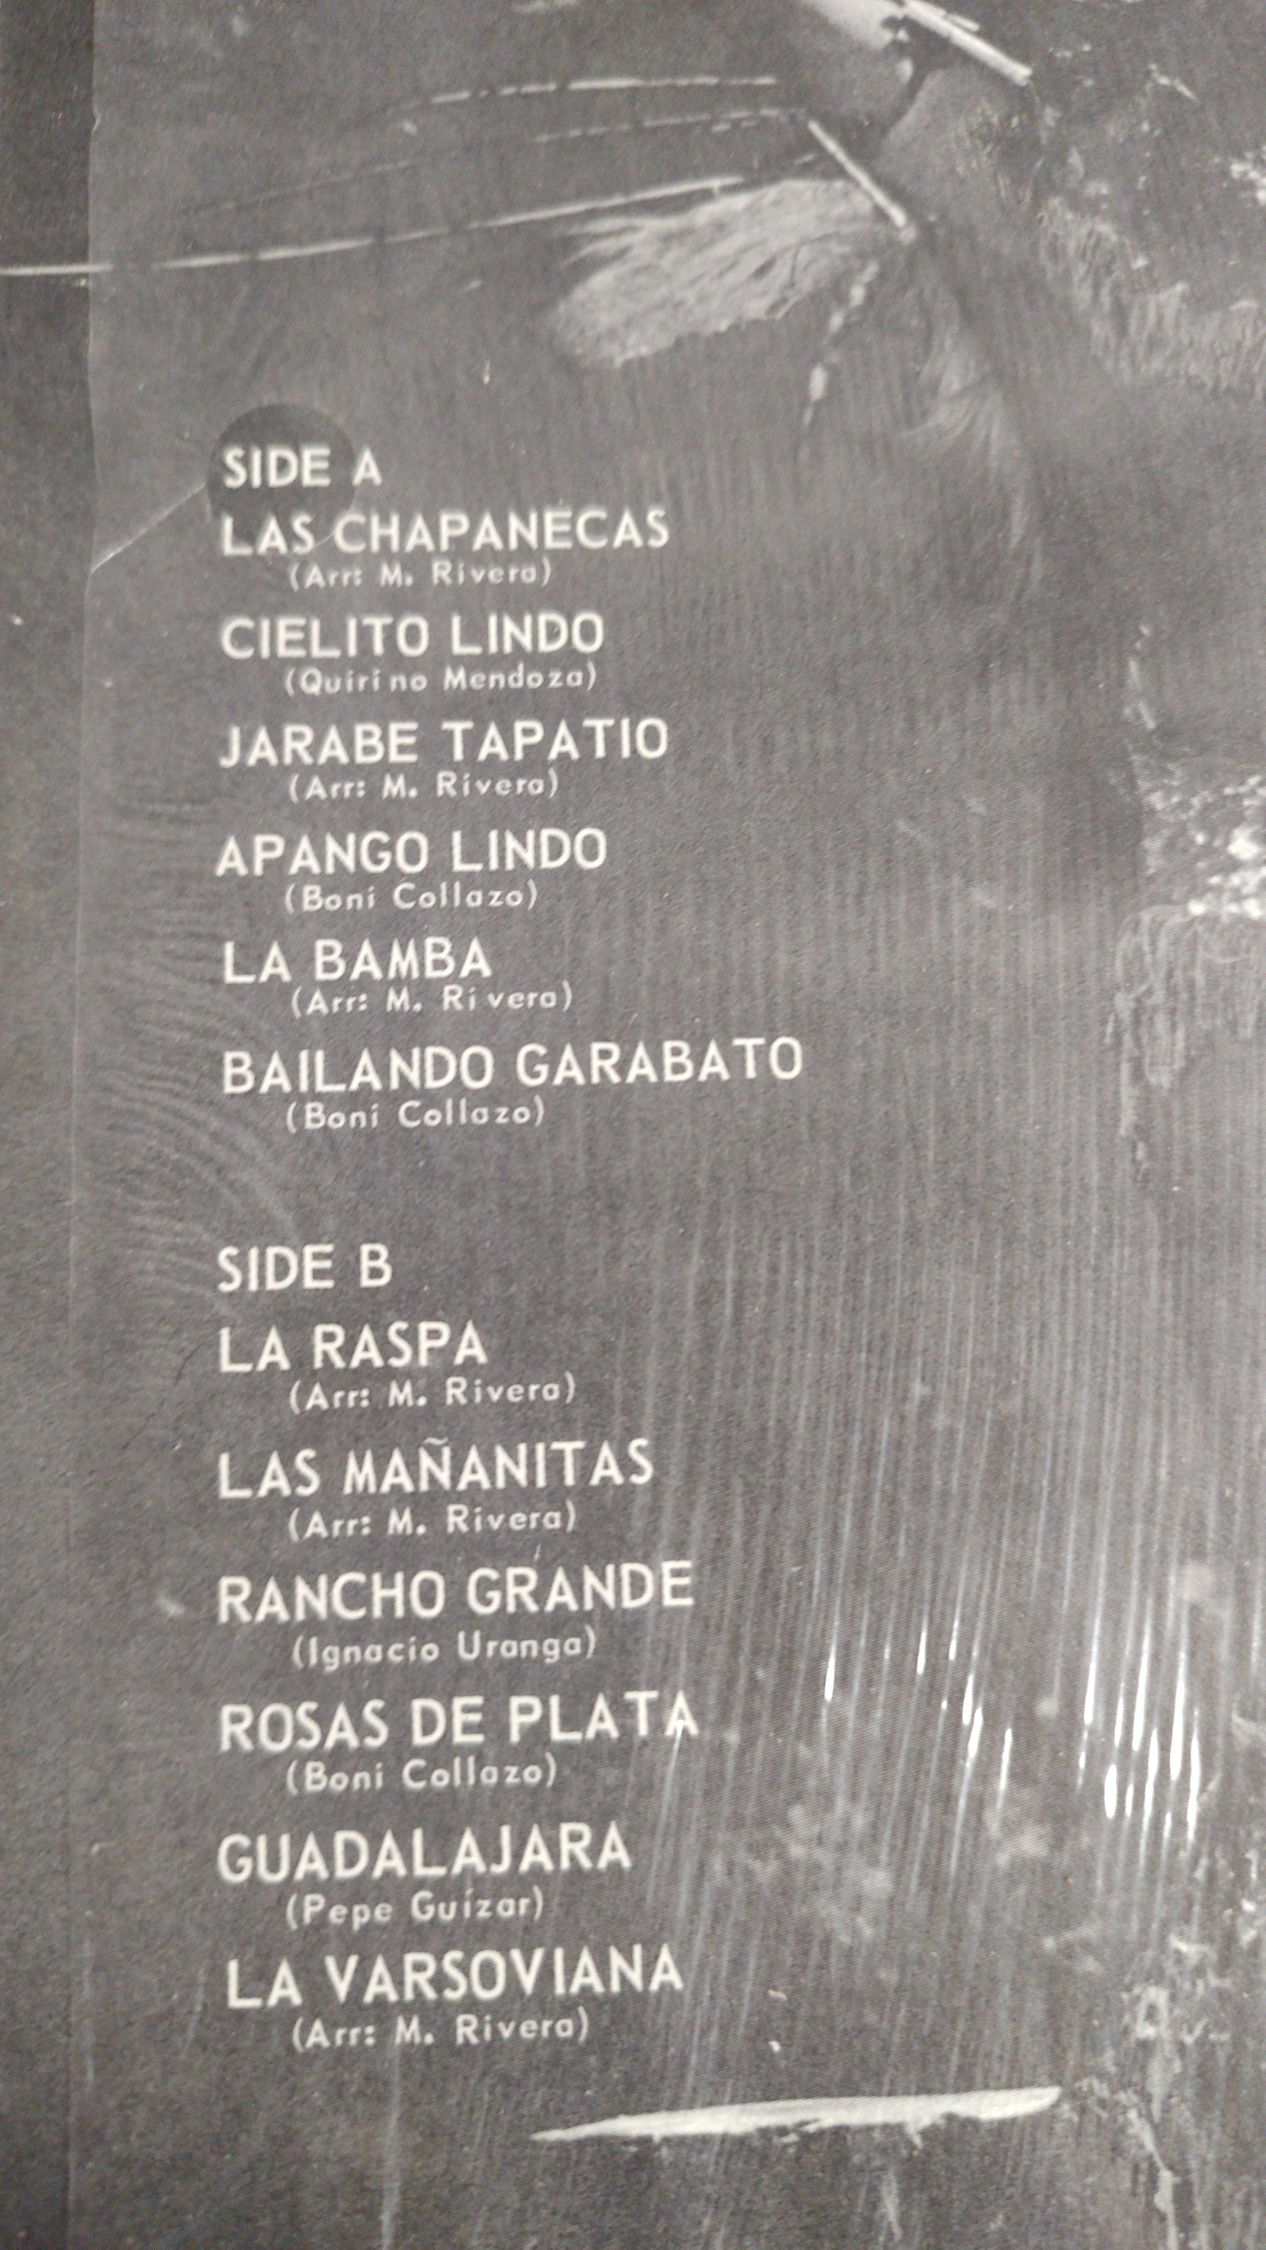 SIDE A
LAS CHAPANECAS
(Arr: M. Rivera)
CIELITO LINDO
(Quirino Mendoza)
JARABE TAPATIO
(Arr: M. Rivera)
APANGO LINDO
(Boni Collazo)
LA BAMBA
(Arr: M. Rivera)
BAILANDO GARABATO
(Boni Collazo)
SIDE B
LA RASPA
(Arr: M. Rivera)
LAS MAÑANITAS
(Arr: M. Rivera)
RANCHO GRANDE
(Ignacio Uranga)
ROSAS DE PLATA
(Boni Collazo)
GUADALAJARA
(Pepe Guízar)
LA VARSOVIANA
(Arr: M. Rivera)